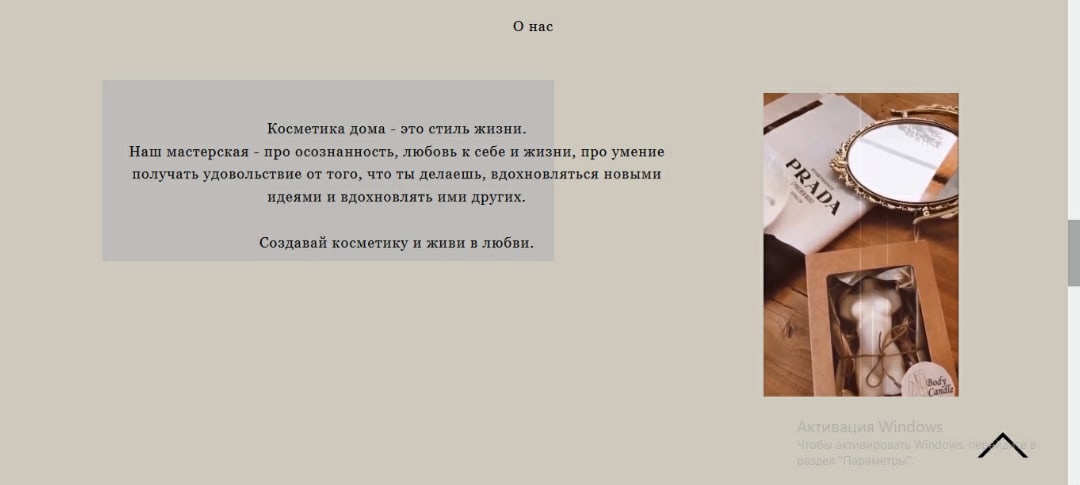 О нас
Косметика дома - это стиль жизни.
Наш мастерская - про осознанность, любовь к себе и жизни, про умение
получать удовольствие от того, что ты делаешь, вдохновляться новыми
идеями и вдохновлять ими других.
Создавай косметику и живи в любви.
PRADA
Body
Candle
Активация Windows
Чтобы активировать Windows, перейдите в
раздел "Параметры".